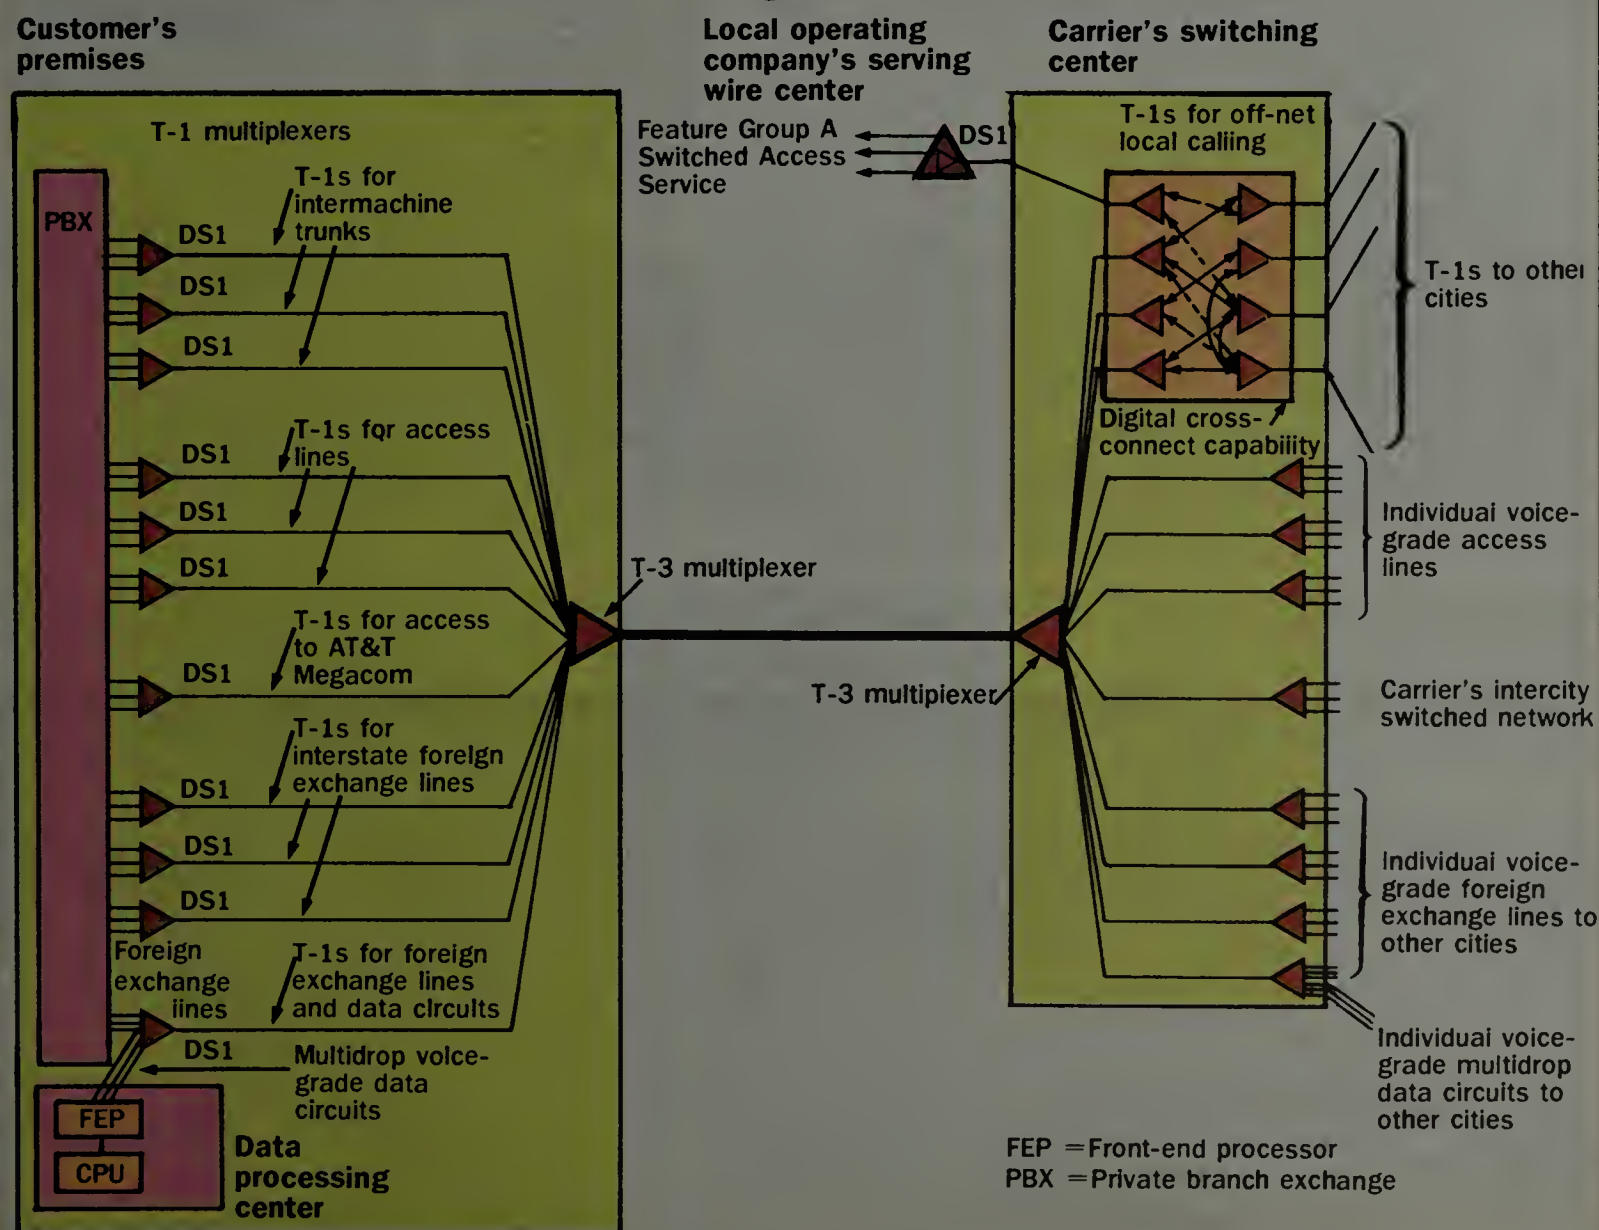 Customer's
premises
Local operating
company's serving
wire center
Carrier's switching
center
T-1 multiplexers
PBX
T-1s for
intermachine
trunks
DS1
DS1
DS1
T-1s for access
lines
DS1
DS1
DS1
T-1s for access
to AT&T
Megacom
DS1
T-1s for
interstate foreign
exchange lines
DS1
DS1
DS1
Foreign
exchange
lines
T-1s for foreign
exchange lines
and data circuits
DS1
Multidrop voice-
grade data
circuits
FEP
CPU
Data
processing
center
T-3 multiplexer
T-3 multiplexer
Feature Group A
Switched Access
Service
DS1
T-1s for off-net
local calling
Digital cross-
connect capability
T-1s to other
cities
Individual voice-
grade access
lines
Carrier's intercity
switched network
Individual voice-
grade foreign
exchange lines to
other cities
Individual voice-
grade multidrop
data circuits to
other cities
FEP =Front-end processor
PBX =Private branch exchange